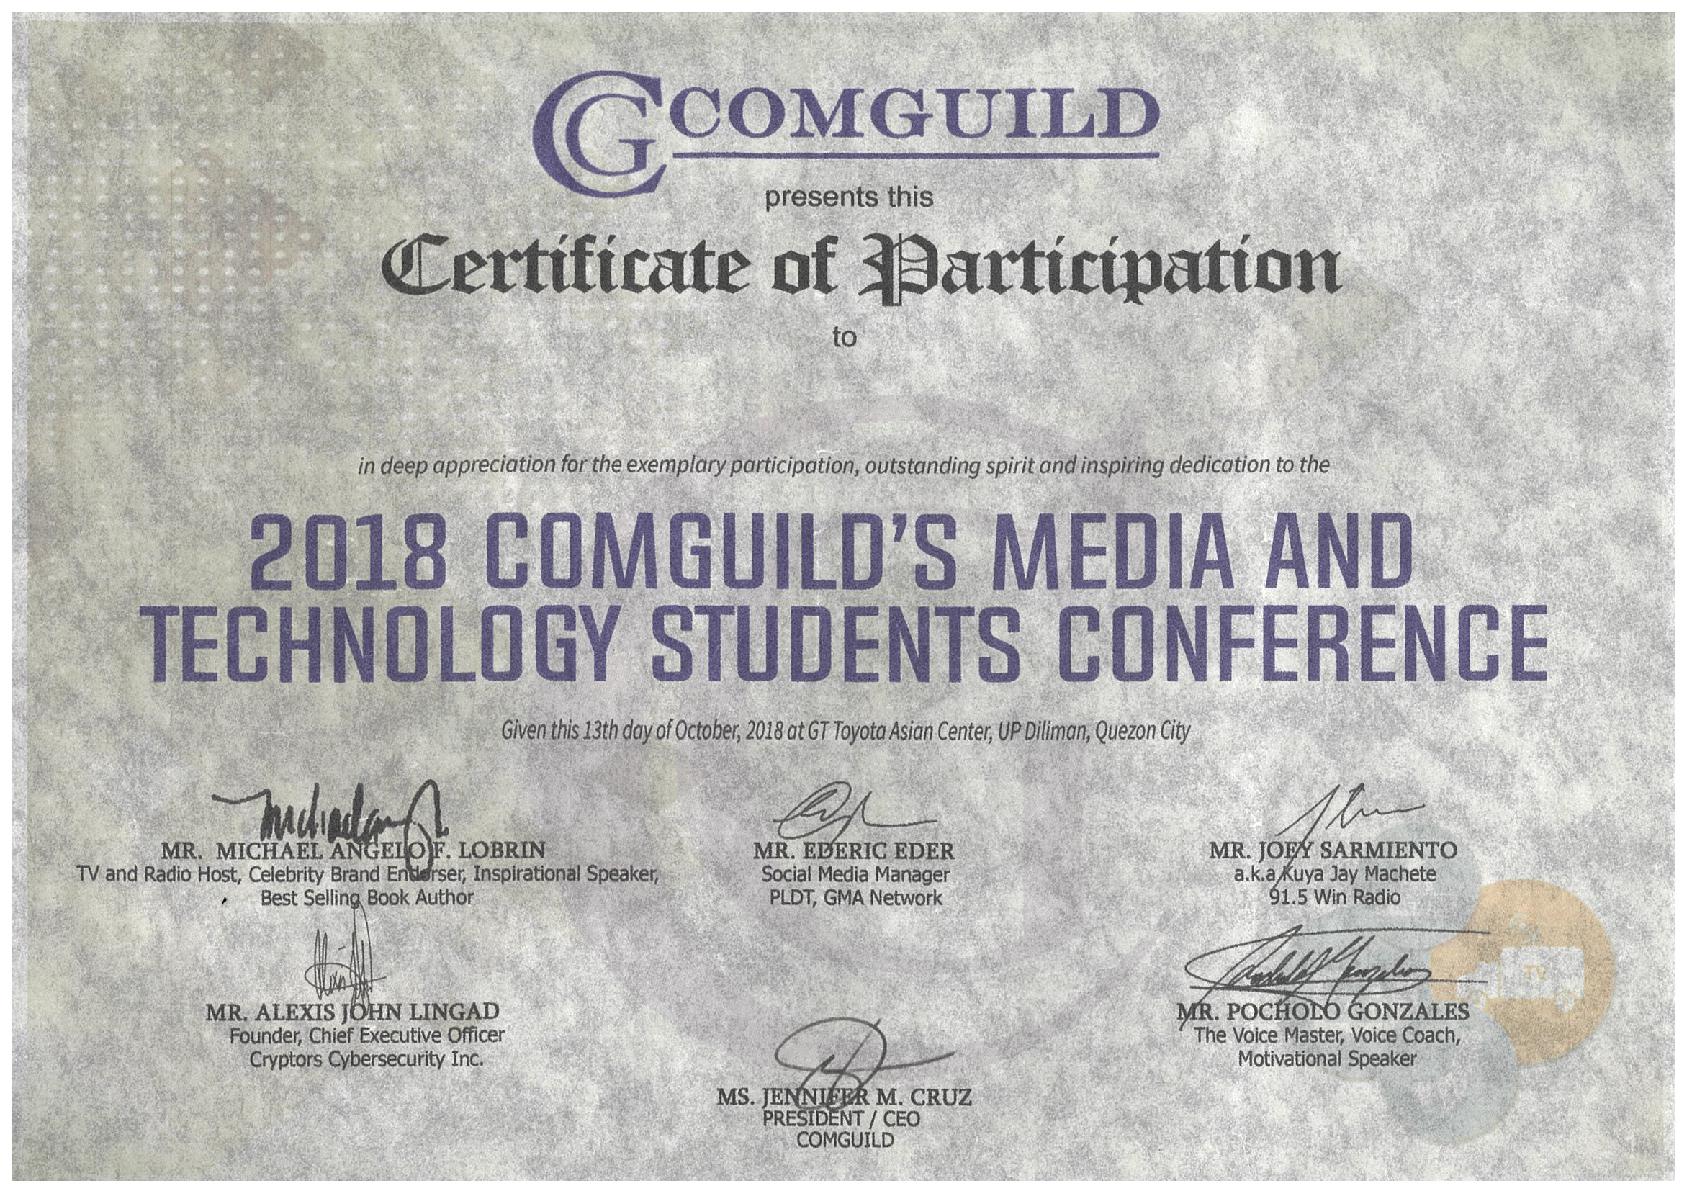 CG COMGUILD
presents this
Certificate of Participation
to
in deep appreciation for the exemplary participation, outstanding spirit and inspiring dedication to the
2018 COMGUILD'S MEDIA AND
TECHNOLOGY STUDENTS CONFERENCE
Given this 13th day of October, 2018 at GT Toyota Asian Center, UP Diliman, Quezon City
MR. MICHAEL ANGELO F. LOBRIN
TV and Radio Host, Celebrity Brand Endorser, Inspirational Speaker,
Best Selling Book Author
MR. EDERIC EDER
Social Media Manager
PLDT, GMA Network
MR. JOEY SARMIENTO
a.k.a Kuya Jay Machete
91.5 Win Radio
MR. ALEXIS JOHN LINGAD
Founder, Chief Executive Officer
Cryptors Cybersecurity Inc.
TV
MR. POCHOLO GONZALES
The Voice Master, Voice Coach,
Motivational Speaker
MS. JENNIFER M. CRUZ
PRESIDENT / CEO
COMGUILD